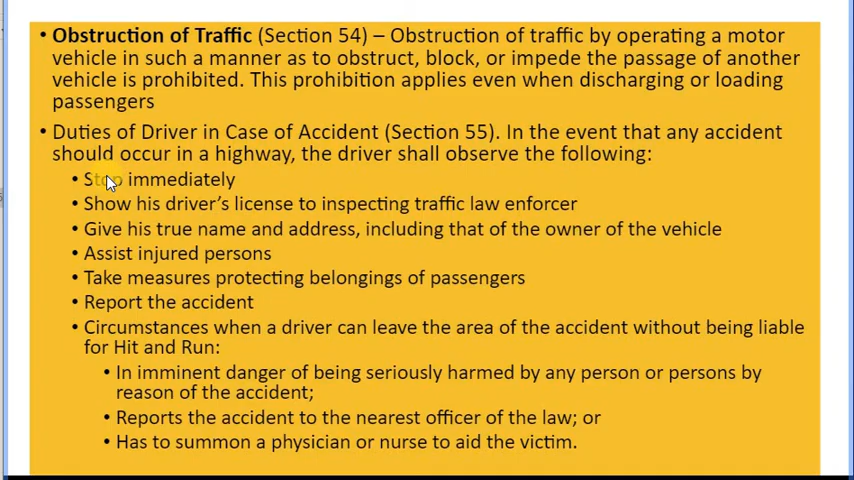 • Obstruction of Traffic (Section 54) – Obstruction of traffic by operating a motor
vehicle in such a manner as to obstruct, block, or impede the passage of another
vehicle is prohibited. This prohibition applies even when discharging or loading
passengers
• Duties of Driver in Case of Accident (Section 55). In the event that any accident
should occur in a highway, the driver shall observe the following:
• Stop immediately
• Show his driver's license to inspecting traffic law enforcer
• Give his true name and address, including that of the owner of the vehicle
• Assist injured persons
• Take measures protecting belongings of passengers
• Report the accident
• Circumstances when a driver can leave the area of the accident without being liable
for Hit and Run:
• In imminent danger of being seriously harmed by any person or persons by
reason of the accident;
• Reports the accident to the nearest officer of the law; or
• Has to summon a physician or nurse to aid the victim.